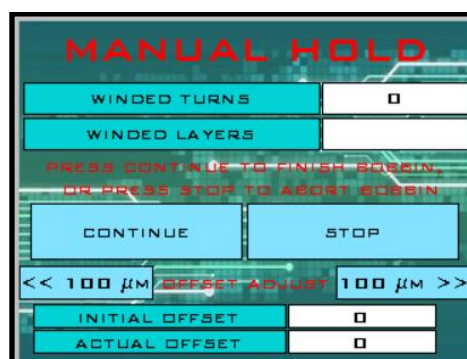 MANUAL HOLD
WINDED TURNS 0
WINDED LAYERS
PRESS CONTINUE TO FINISH BOBBIN,
OR PRESS STOP TO ABORT BOBBIN
CONTINUE STOP
<< 100 µM OFFSET ADJUST 100 µM >>
INITIAL OFFSET 0
ACTUAL OFFSET 0